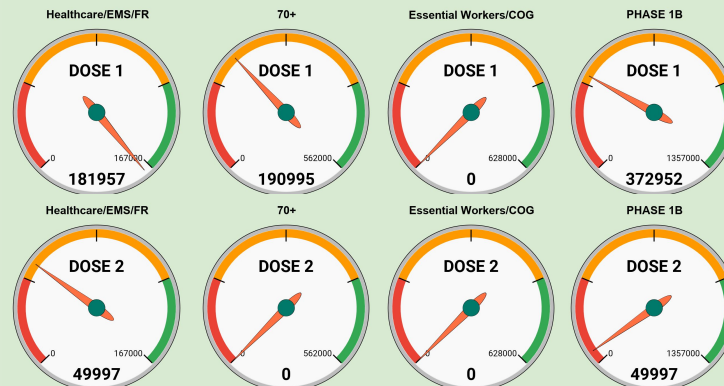 Healthcare/EMS/FR 70+ Essential Workers/COG PHASE 1B
DOSE 1 DOSE 1 DOSE 1 DOSE 1
0 167000 0 562000 0 628000 0 1357000
181957 190995 0 372952
Healthcare/EMS/FR 70+ Essential Workers/COG PHASE 1B
DOSE 2 DOSE 2 DOSE 2 DOSE 2
0 167000 0 562000 0 628000 0 1357000
49997 0 0 49997